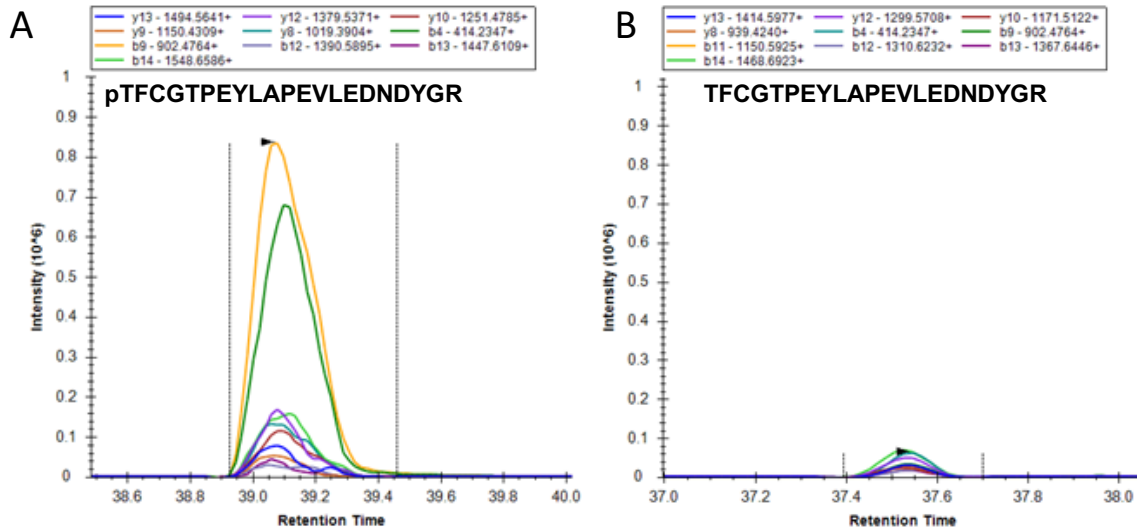 A
y13 - 1494.5641+ y12 - 1379.5371+ y10 - 1251.4785+
y9 - 1150.4309+ y8 - 1019.3904+ b4 - 414.2347+
b9 - 902.4764+ b12 - 1390.5895+ b13 - 1447.6109+
b14 - 1548.6586+
pTFCGTPEYLAPEVLEDNDYGR
1
0.9
0.8
0.7
0.6
0.5
0.4
0.3
0.2
0.1
0
Intensity (10^6)
38.6 38.8 39.0 39.2 39.4 39.6 39.8 40.0
Retention Time
B
y13 - 1414.5977+ y12 - 1299.5708+ y10 - 1171.5122+
y8 - 939.4240+ b4 - 414.2347+ b9 - 902.4764+
b11 - 1150.5925+ b12 - 1310.6232+ b13 - 1367.6446+
b14 - 1468.6923+
TFCGTPEYLAPEVLEDNDYGR
1
0.9
0.8
0.7
0.6
0.5
0.4
0.3
0.2
0.1
0
Intensity (10^6)
37.0 37.2 37.4 37.6 37.8 38.0
Retention Time